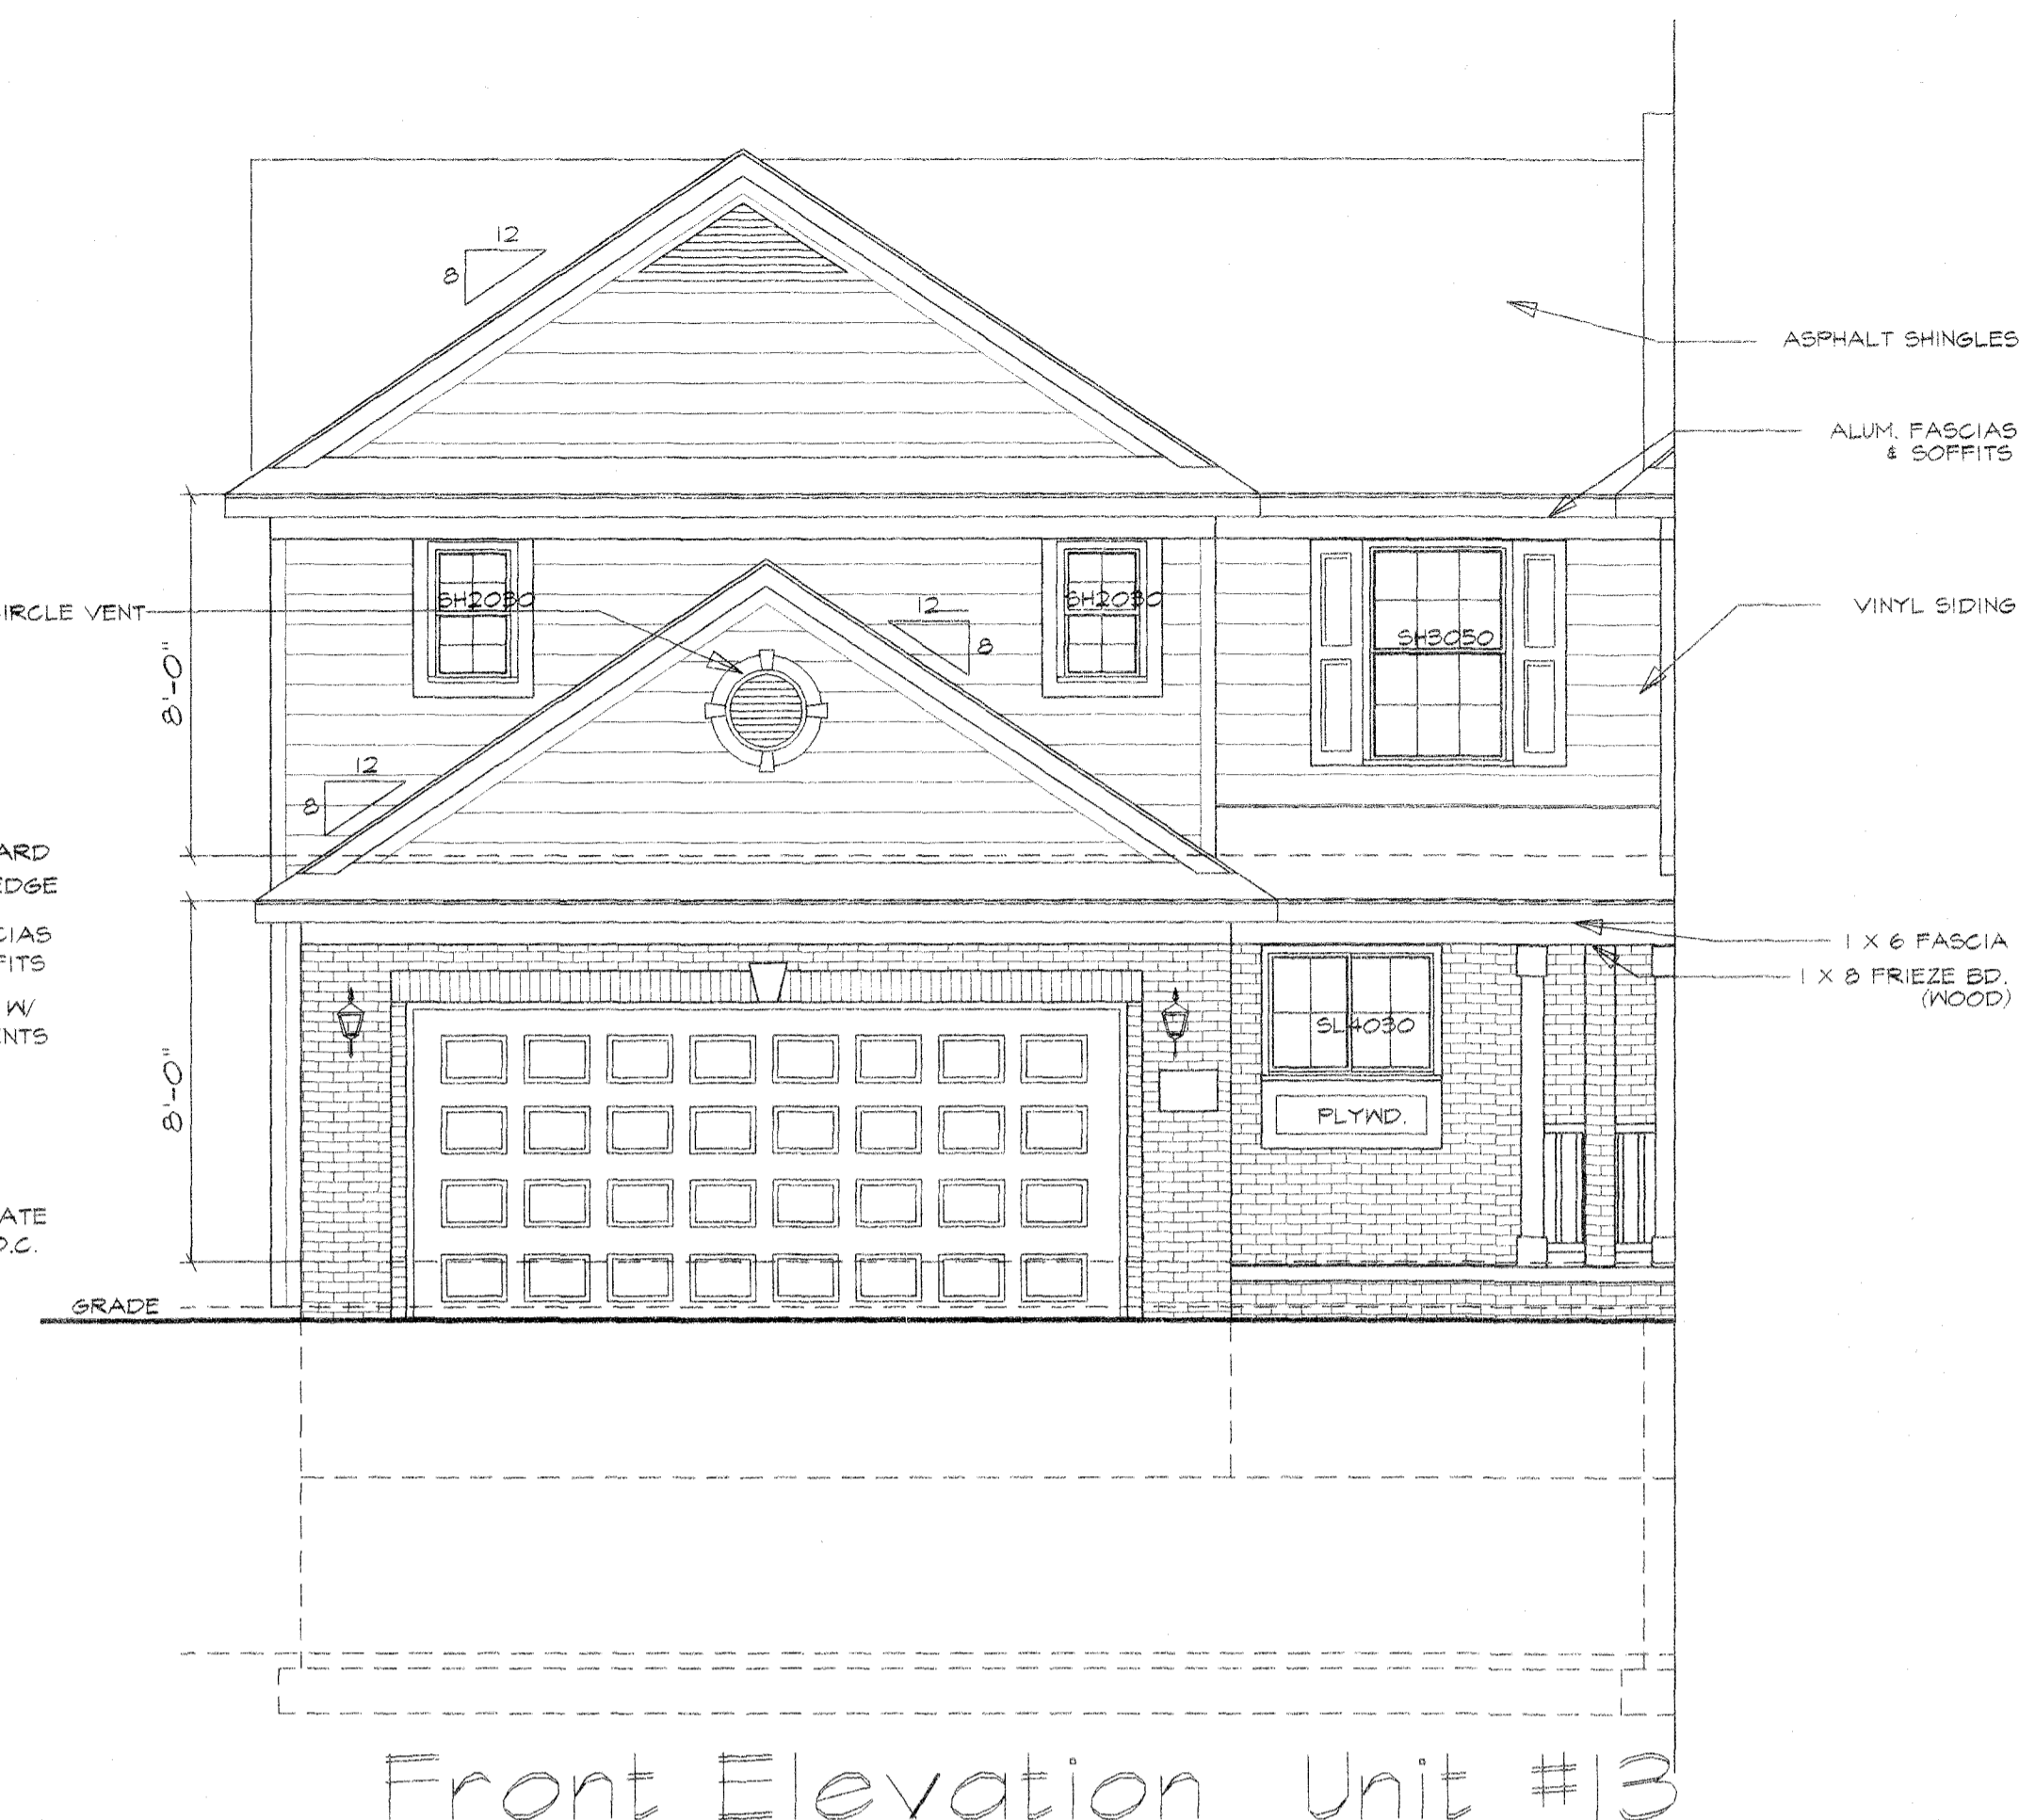 12
8
ASPHALT SHINGLES
ALUM. FASCIAS
& SOFFITS
IRCLE VENT
SH2030
SH2030
12
8
SH3050
VINYL SIDING
8'-0"
12
8
ARD
EDGE
CIAS
FITS
W/
ENTS
1 X 6 FASCIA
1 X 8 FRIEZE BD.
(WOOD)
SL4030
8'-0"
PLYWD.
ATE
O.C.
GRADE
Front Elevation Unit #13